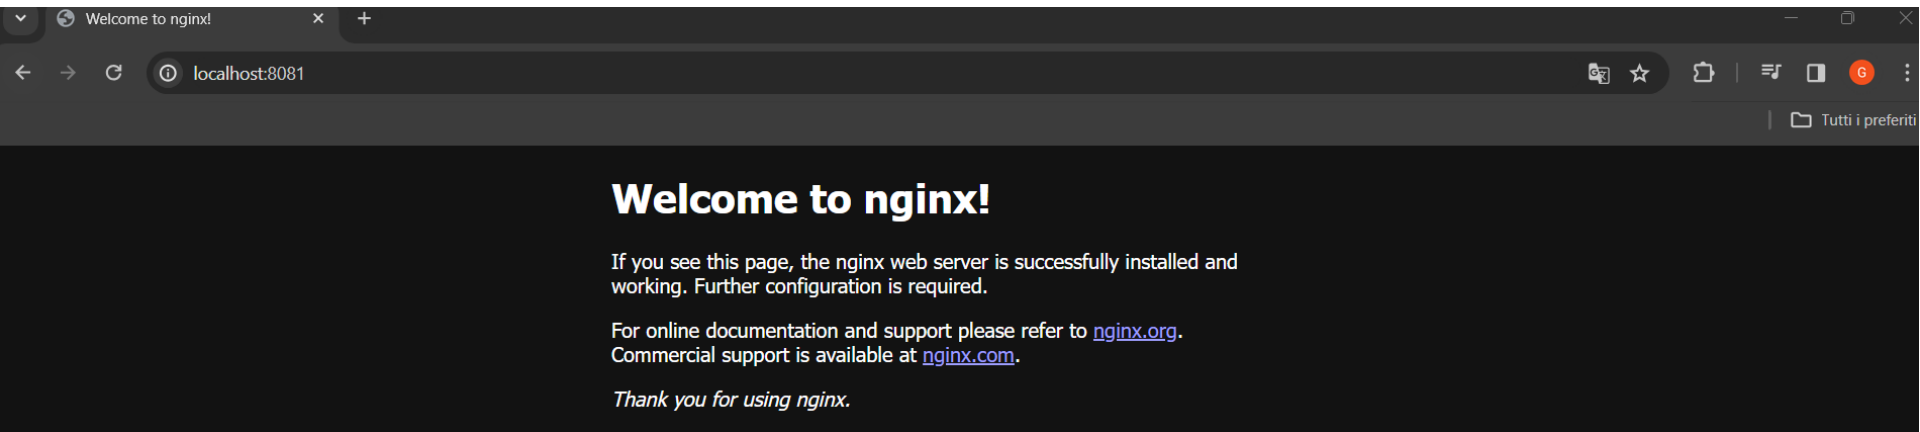 Welcome to nginx!
localhost:8081
G
Tutti i preferiti
Welcome to nginx!
If you see this page, the nginx web server is successfully installed and
working. Further configuration is required.
For online documentation and support please refer to nginx.org.
Commercial support is available at nginx.com.
Thank you for using nginx.